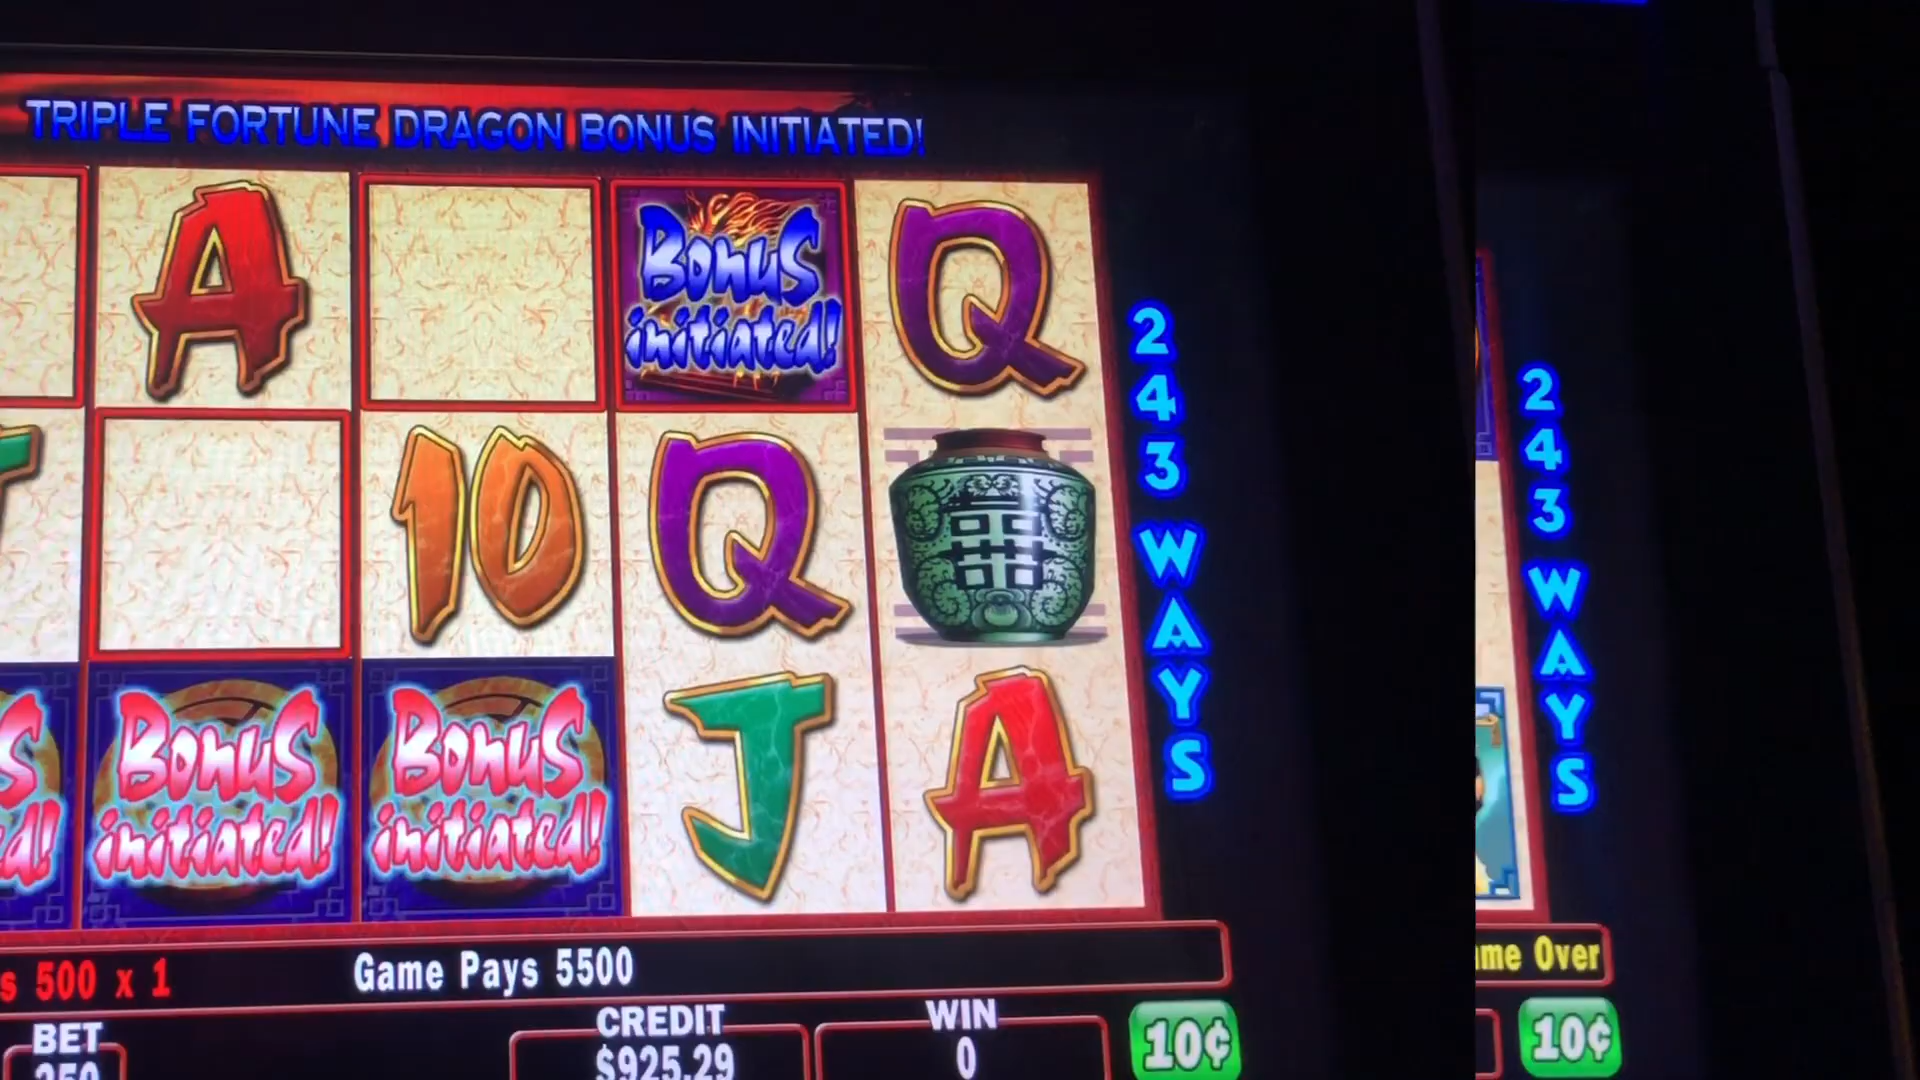 TRIPLE FORTUNE DRAGON BONUS INITIATED!
A
Bonus
initiated!
Q
10
Q
Bonus
initiated!
Bonus
initiated!
J
A
243 WAYS
243 WAYS
500 x 1
Game Pays 5500
Over
BET
CREDIT
$925.29
WIN
0
10¢
10¢